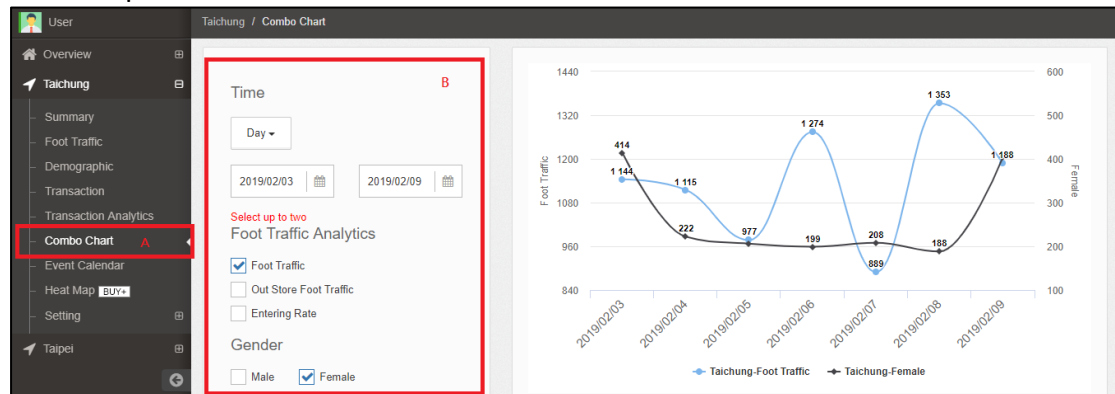 User
Taichung / Combo Chart
Overview
Taichung
Summary
Foot Traffic
Demographic
Transaction
Transaction Analytics
Combo Chart A
Event Calendar
Heat Map BUY+
Setting
Taipei
B
Time
Day
2019/02/03 2019/02/09
Select up to two
Foot Traffic Analytics
Foot Traffic
Out Store Foot Traffic
Entering Rate
Gender
Male Female
1440 600
1320 500
1200 400
1080 300
960 200
840 100
Foot Traffic
Female
414
1 144
1 115
222
977
1 274
199
208
889
1 353
188
1 188
2019/02/03 2019/02/04 2019/02/05 2019/02/06 2019/02/07 2019/02/08 2019/02/09
Taichung-Foot Traffic Taichung-Female